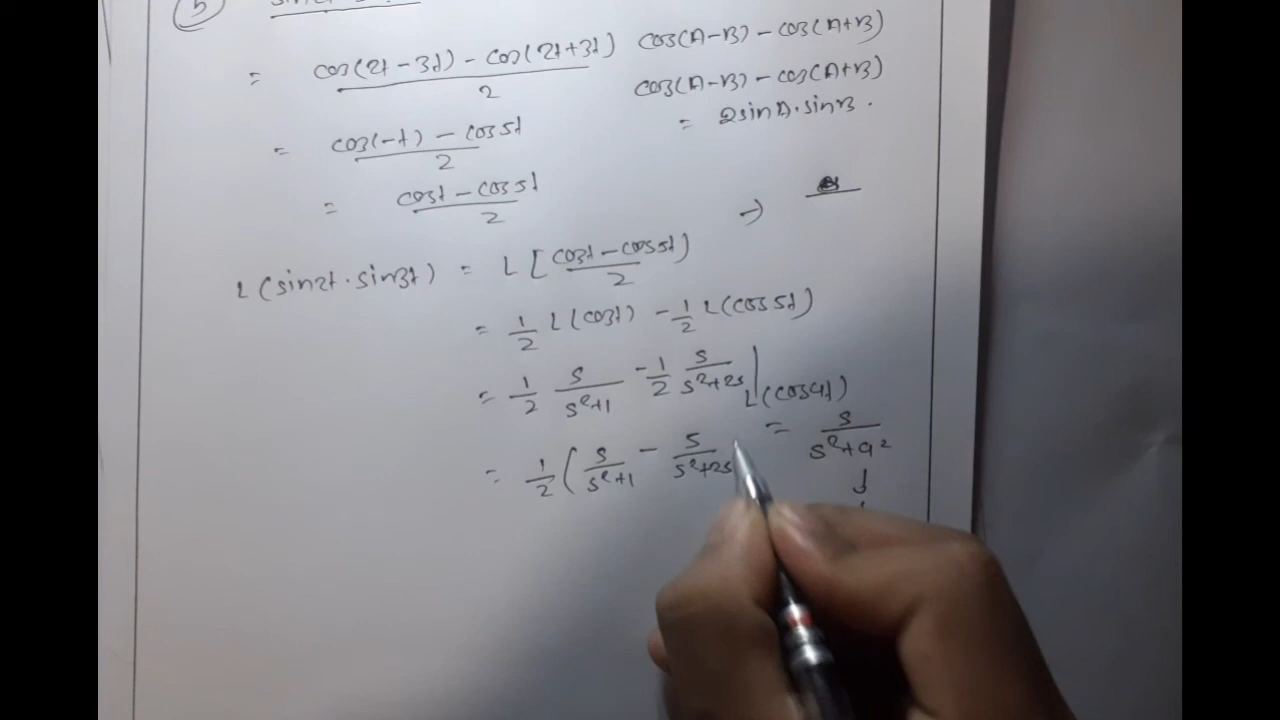 5
= cos(2t - 3t) - cos(2t + 3t) / 2
cos(A-B) - cos(A+B)
cos(A-B) - cos(A+B)
= 2sinA.sinB.
= cos(-t) - cos5t / 2
= cost - cos5t / 2
→
L(sin2t.sin3t) = L[cost - cos5t / 2)
= 1/2 L(cost) - 1/2 L(cos5t)
= 1/2 s/s²+1 - 1/2 s/s²+25
L(cosat)
= s/s²+a²
= 1/2 (s/s²+1 - s/s²+25